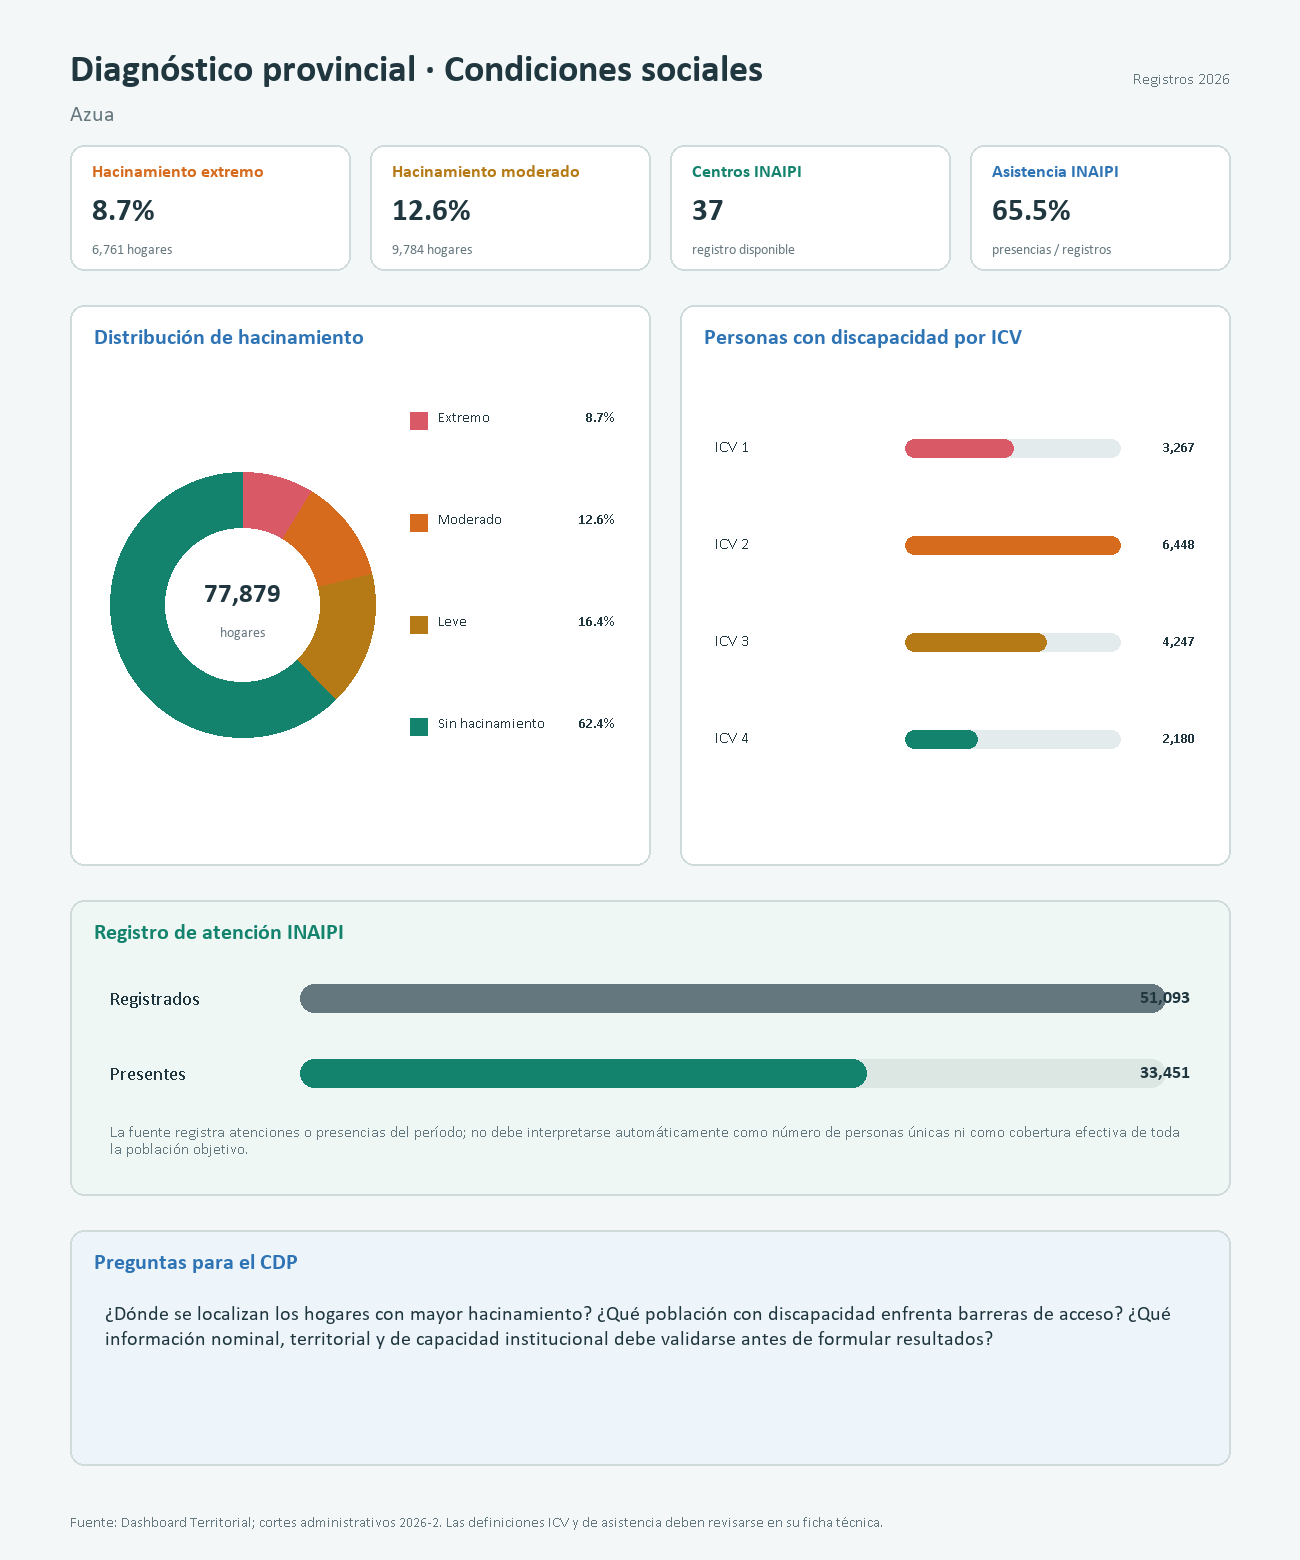 Diagnóstico provincial · Condiciones sociales
Registros 2026
Azua
Hacinamiento extremo
8.7%
6,761 hogares
Hacinamiento moderado
12.6%
9,784 hogares
Centros INAIPI
37
registro disponible
Asistencia INAIPI
65.5%
presencias / registros
Distribución de hacinamiento
77,879
hogares
Extremo 8.7%
Moderado 12.6%
Leve 16.4%
Sin hacinamiento 62.4%
Personas con discapacidad por ICV
ICV 1 3,267
ICV 2 6,448
ICV 3 4,247
ICV 4 2,180
Registro de atención INAIPI
Registrados 51,093
Presentes 33,451
La fuente registra atenciones o presencias del período; no debe interpretarse automáticamente como número de personas únicas ni como cobertura efectiva de toda
la población objetivo.
Preguntas para el CDP
¿Dónde se localizan los hogares con mayor hacinamiento? ¿Qué población con discapacidad enfrenta barreras de acceso? ¿Qué
información nominal, territorial y de capacidad institucional debe validarse antes de formular resultados?
Fuente: Dashboard Territorial; cortes administrativos 2026-2. Las definiciones ICV y de asistencia deben revisarse en su ficha técnica.